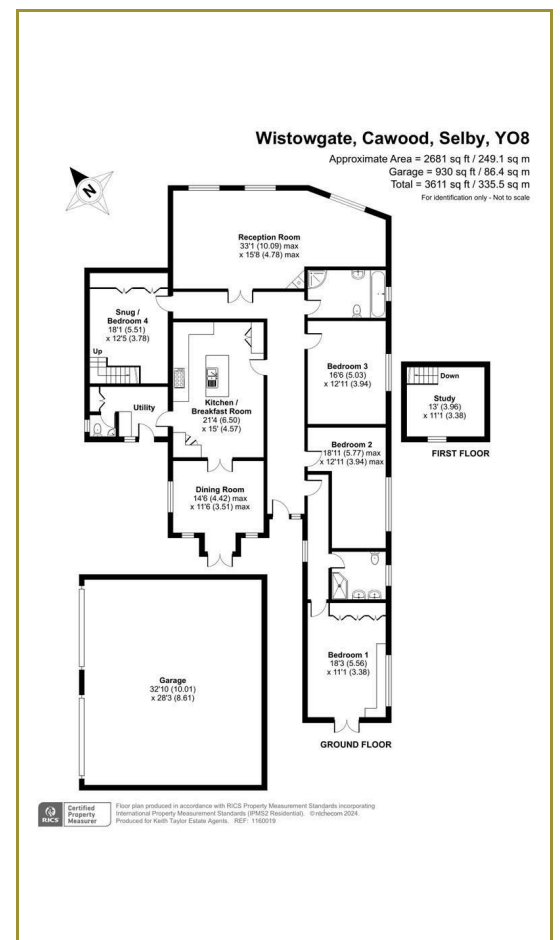 Wistowgate, Cawood, Selby, YO8
Approximate Area = 2681 sq ft / 249.1 sq m
Garage = 930 sq ft / 86.4 sq m
Total = 3611 sq ft / 335.5 sq m
For identification only - Not to scale
N
Reception Room
33'1 (10.09) max
x 15'8 (4.78) max
Snug /
Bedroom 4
18'1 (5.51)
x 12'5 (3.78)
Up
Utility
Kitchen /
Breakfast Room
21'4 (6.50)
x 15' (4.57)
Bedroom 3
16'6 (5.03)
x 12'11 (3.94)
Down
Study
13' (3.96)
x 11'1 (3.38)
FIRST FLOOR
Bedroom 2
18'11 (5.77) max
x 12'11 (3.94) max
Dining Room
14'6 (4.42) max
x 11'6 (3.51) max
Bedroom 1
18'3 (5.56)
x 11'1 (3.38)
Garage
32'10 (10.01)
x 28'3 (8.61)
GROUND FLOOR
RICS
Certified
Property
Measurer
Floor plan produced in accordance with RICS Property Measurement Standards incorporating
International Property Measurement Standards (IPMS2 Residential). © ntchecom 2024.
Produced for Keith Taylor Estate Agents. REF: 1160019